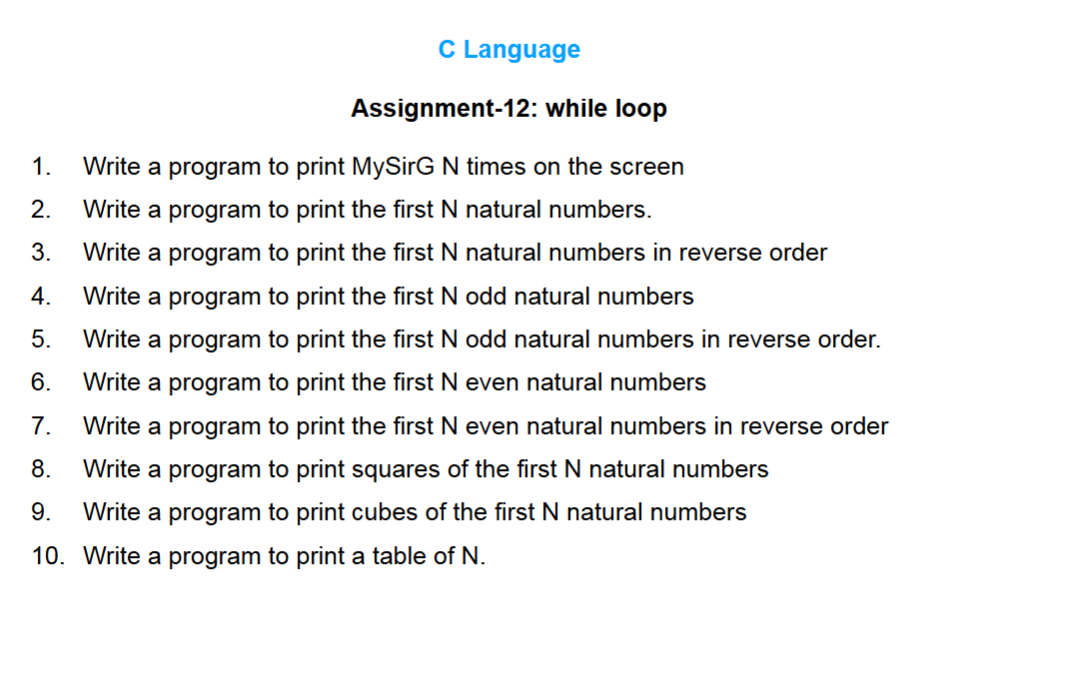 C Language
Assignment-12: while loop
1. Write a program to print MySirG N times on the screen
2. Write a program to print the first N natural numbers.
3. Write a program to print the first N natural numbers in reverse order
4. Write a program to print the first N odd natural numbers
5. Write a program to print the first N odd natural numbers in reverse order.
6. Write a program to print the first N even natural numbers
7. Write a program to print the first N even natural numbers in reverse order
8. Write a program to print squares of the first N natural numbers
9. Write a program to print cubes of the first N natural numbers
10. Write a program to print a table of N.